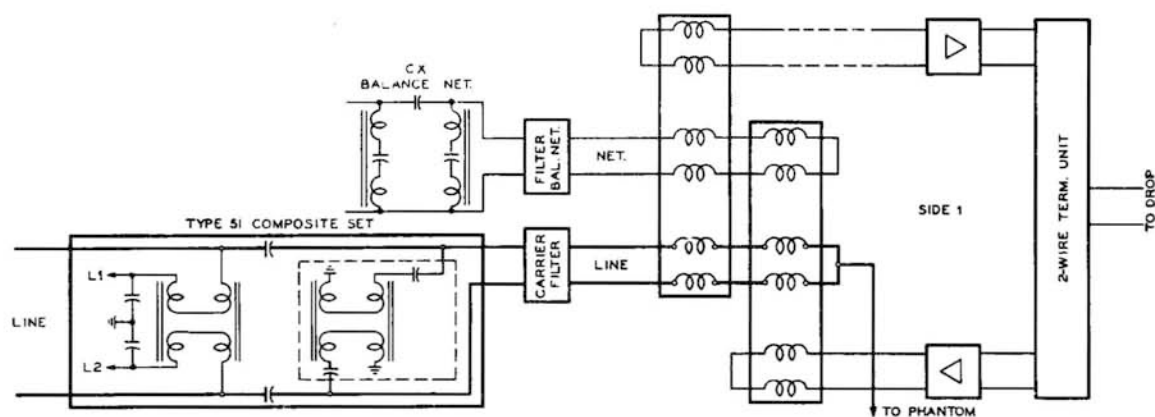 CX
BALANCE NET.
FILTER
BAL. NET.
NET.
TYPE 51 COMPOSITE SET
L1
LINE
L2
CARRIER
FILTER
LINE
SIDE 1
2-WIRE TERM. UNIT
TO DROP
TO PHANTOM